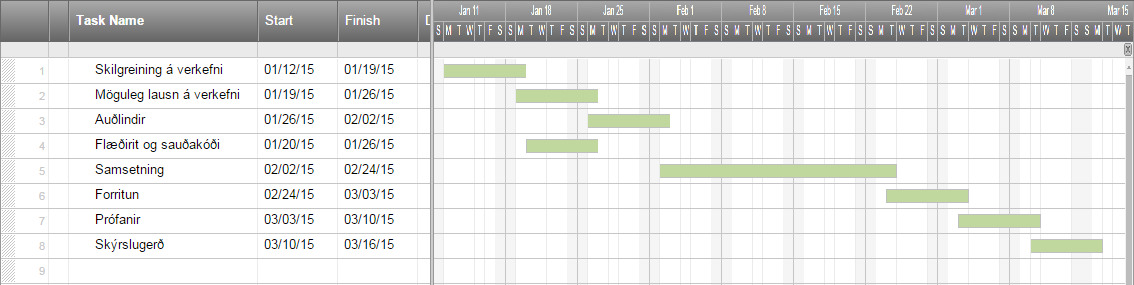 Jan 11 Jan 18 Jan 25 Feb 1 Feb 8 Feb 15 Feb 22 Mar 1 Mar 8 Mar 15
Task Name Start Finish D
S M T W T F S S M T W T F S S M T W T F S S M T W T F S S M T W T F S S M T W T F S S M T W T F S S M T W T F S S M T W T F S S M T W T
x
1 Skilgreining á verkefni 01/12/15 01/19/15
2 Möguleg lausn á verkefni 01/19/15 01/26/15
3 Auðlindir 01/26/15 02/02/15
4 Flæðirit og sauðakóði 01/20/15 01/26/15
5 Samsetning 02/02/15 02/24/15
6 Forritun 02/24/15 03/03/15
7 Prófanir 03/03/15 03/10/15
8 Skýrslugerð 03/10/15 03/16/15
9